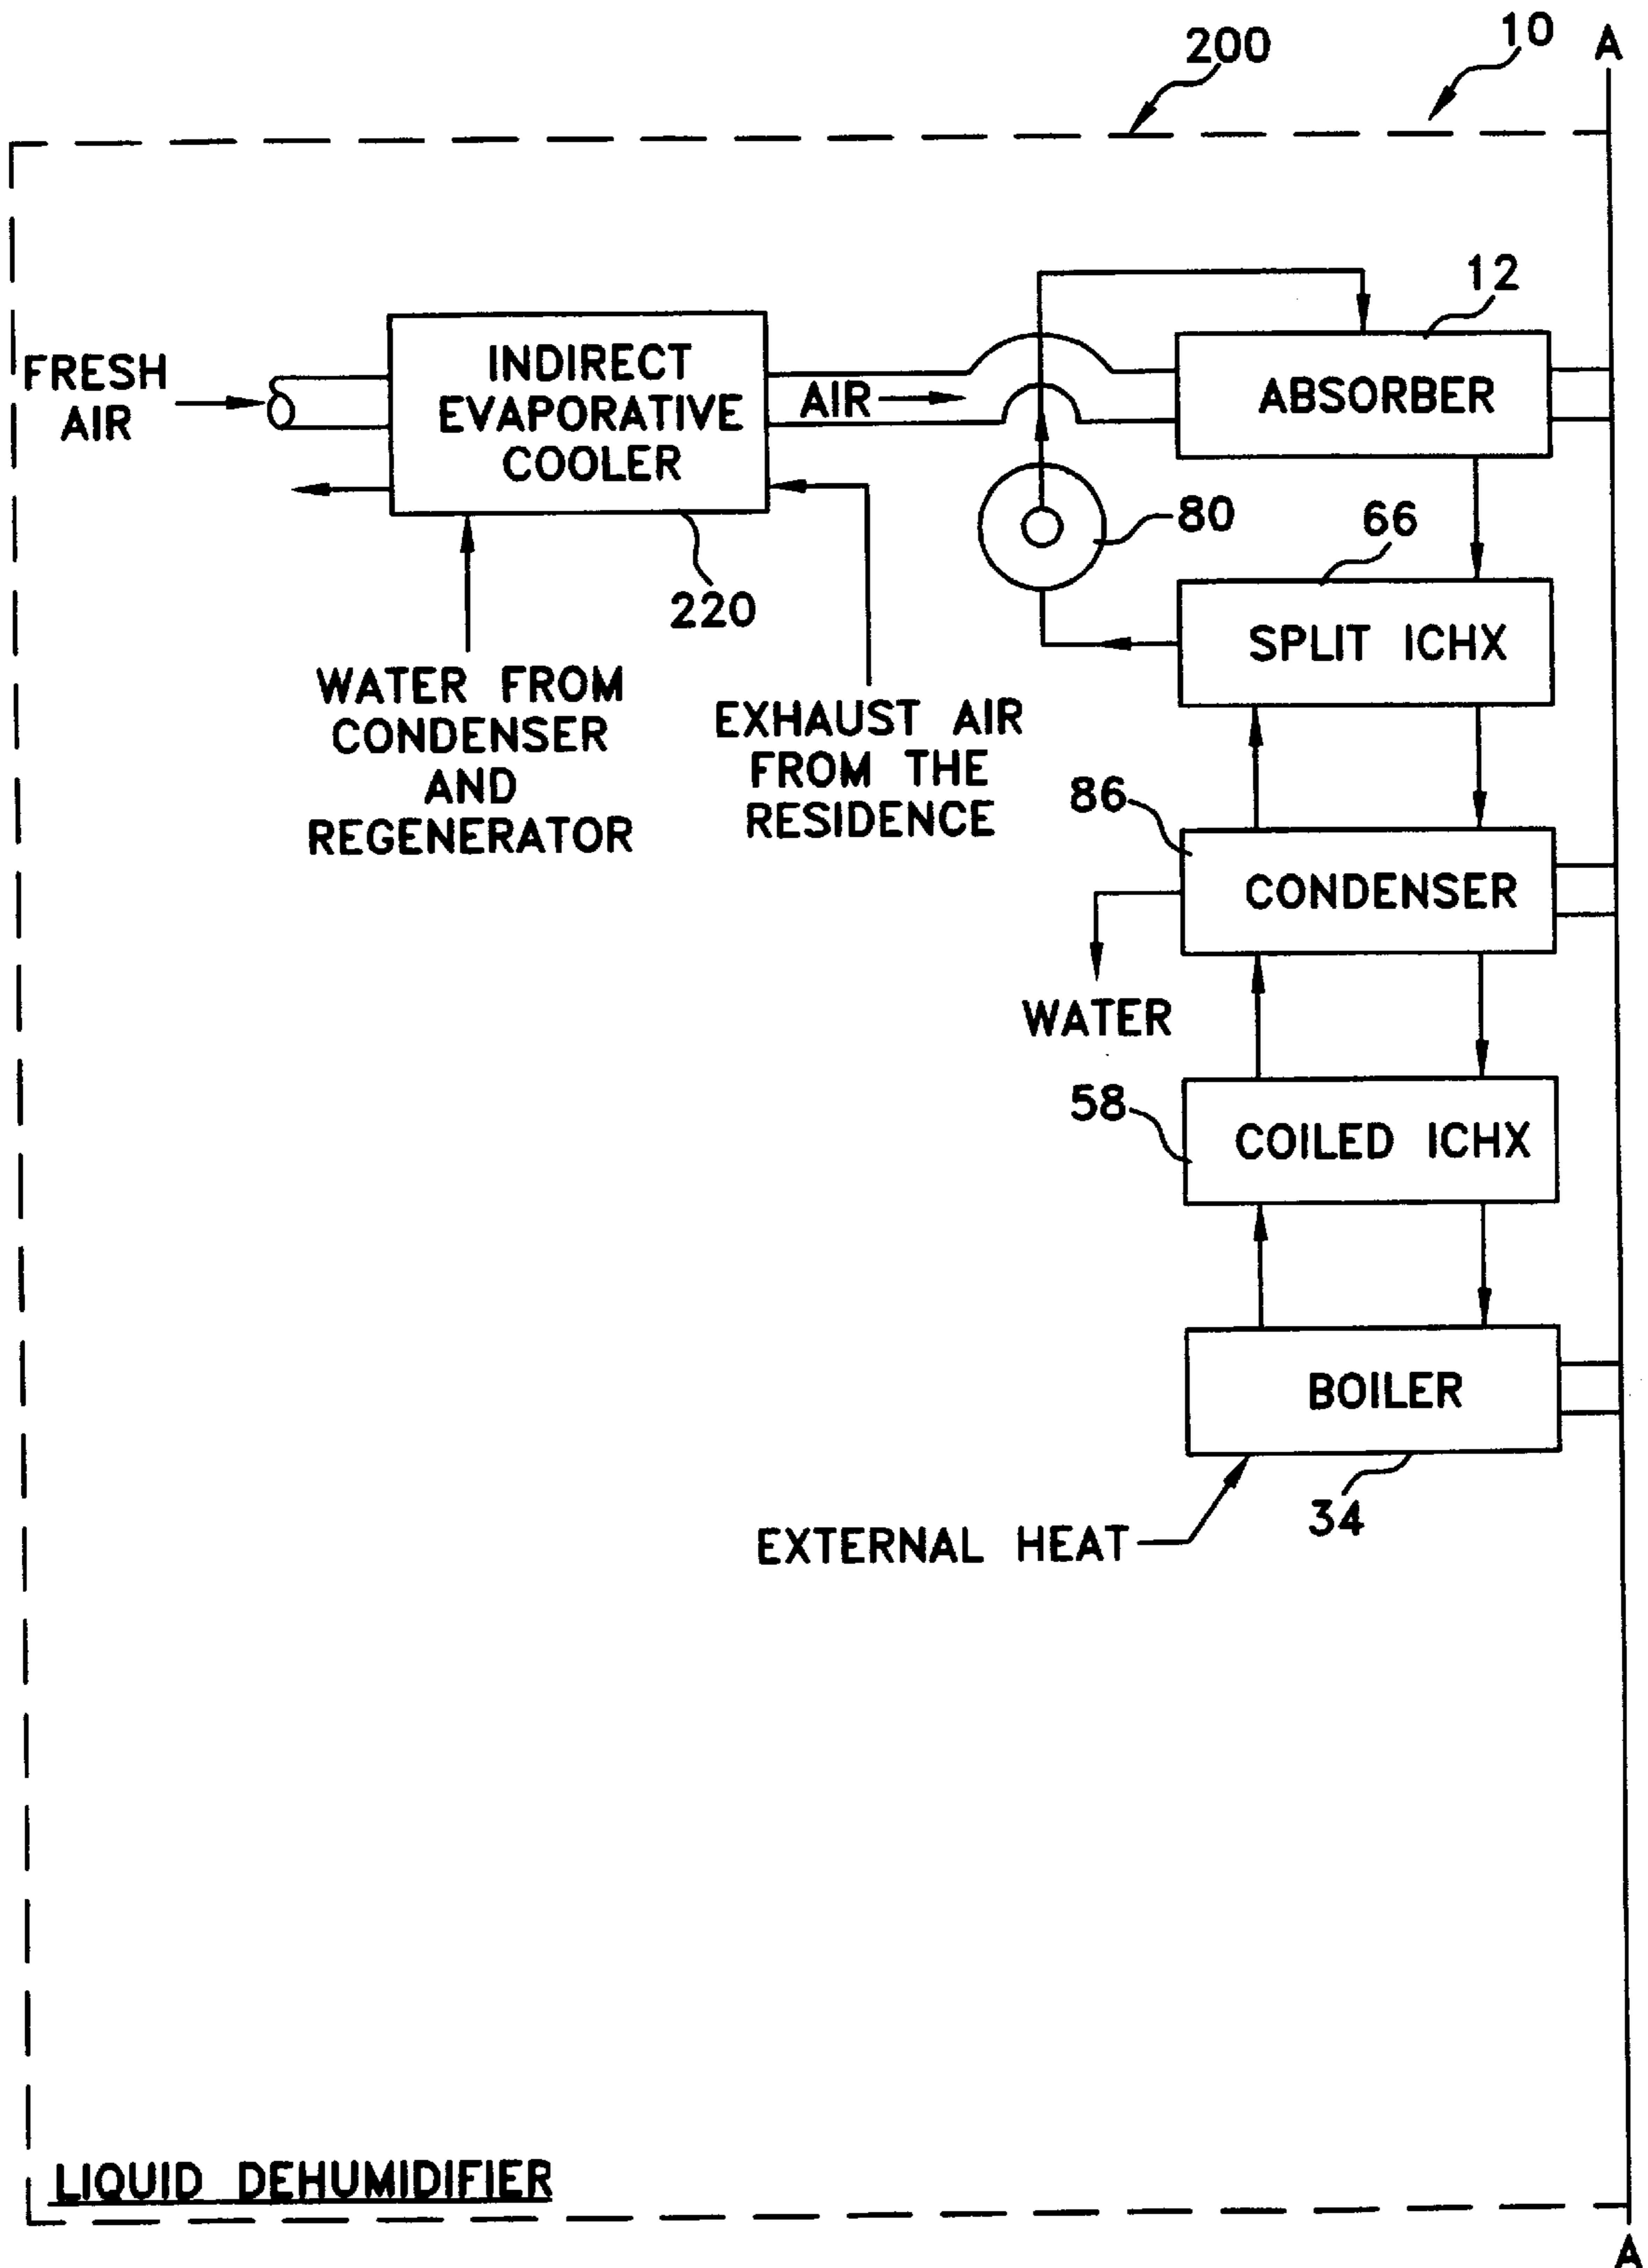 200
10
A
12
FRESH
AIR
INDIRECT
EVAPORATIVE
COOLER
AIR
ABSORBER
80
66
220
SPLIT ICHX
WATER FROM
CONDENSER
AND
REGENERATOR
EXHAUST AIR
FROM THE
RESIDENCE
86
CONDENSER
WATER
58
COILED ICHX
BOILER
34
EXTERNAL HEAT
LIQUID DEHUMIDIFIER
A